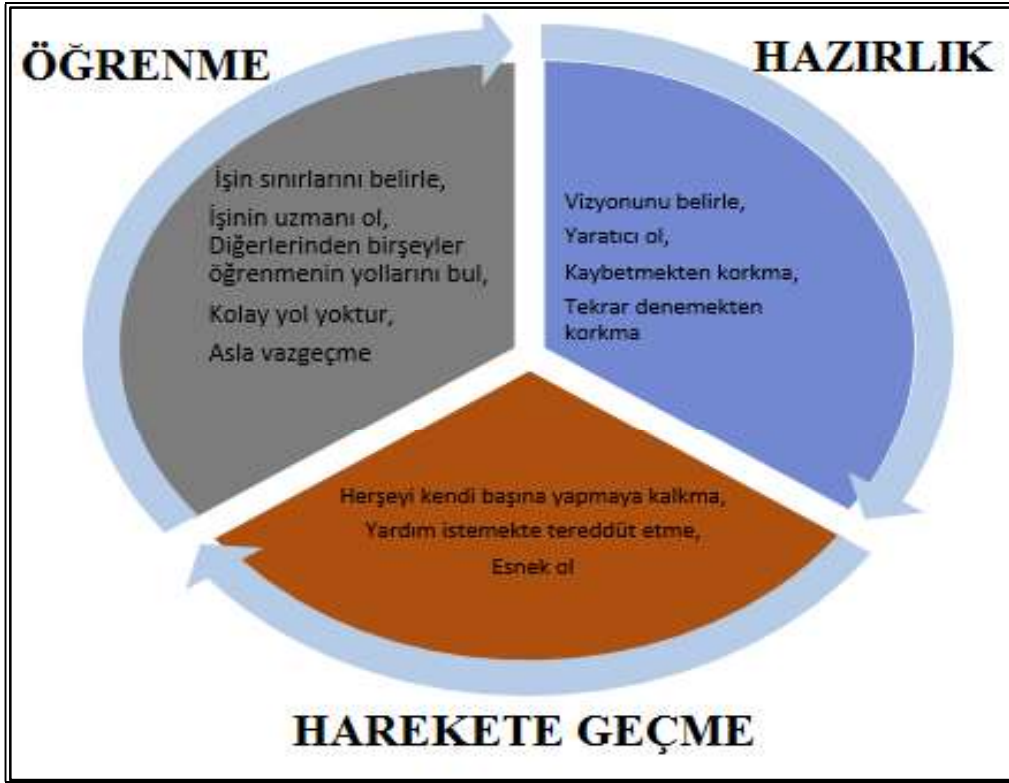 ÖĞRENME
İşin sınırlarını belirle,
İşinin uzmanı ol,
Diğerlerinden birşeyler
öğrenmenin yollarını bul,
Kolay yol yoktur,
Asla vazgeçme
HAZIRLIK
Vizyonunu belirle,
Yaratıcı ol,
Kaybetmekten korkma,
Tekrar denemekten
korkma
Herşeyi kendi başına yapmaya kalkma,
Yardım istemekte tereddüt etme,
Esnek ol
HAREKETE GEÇME